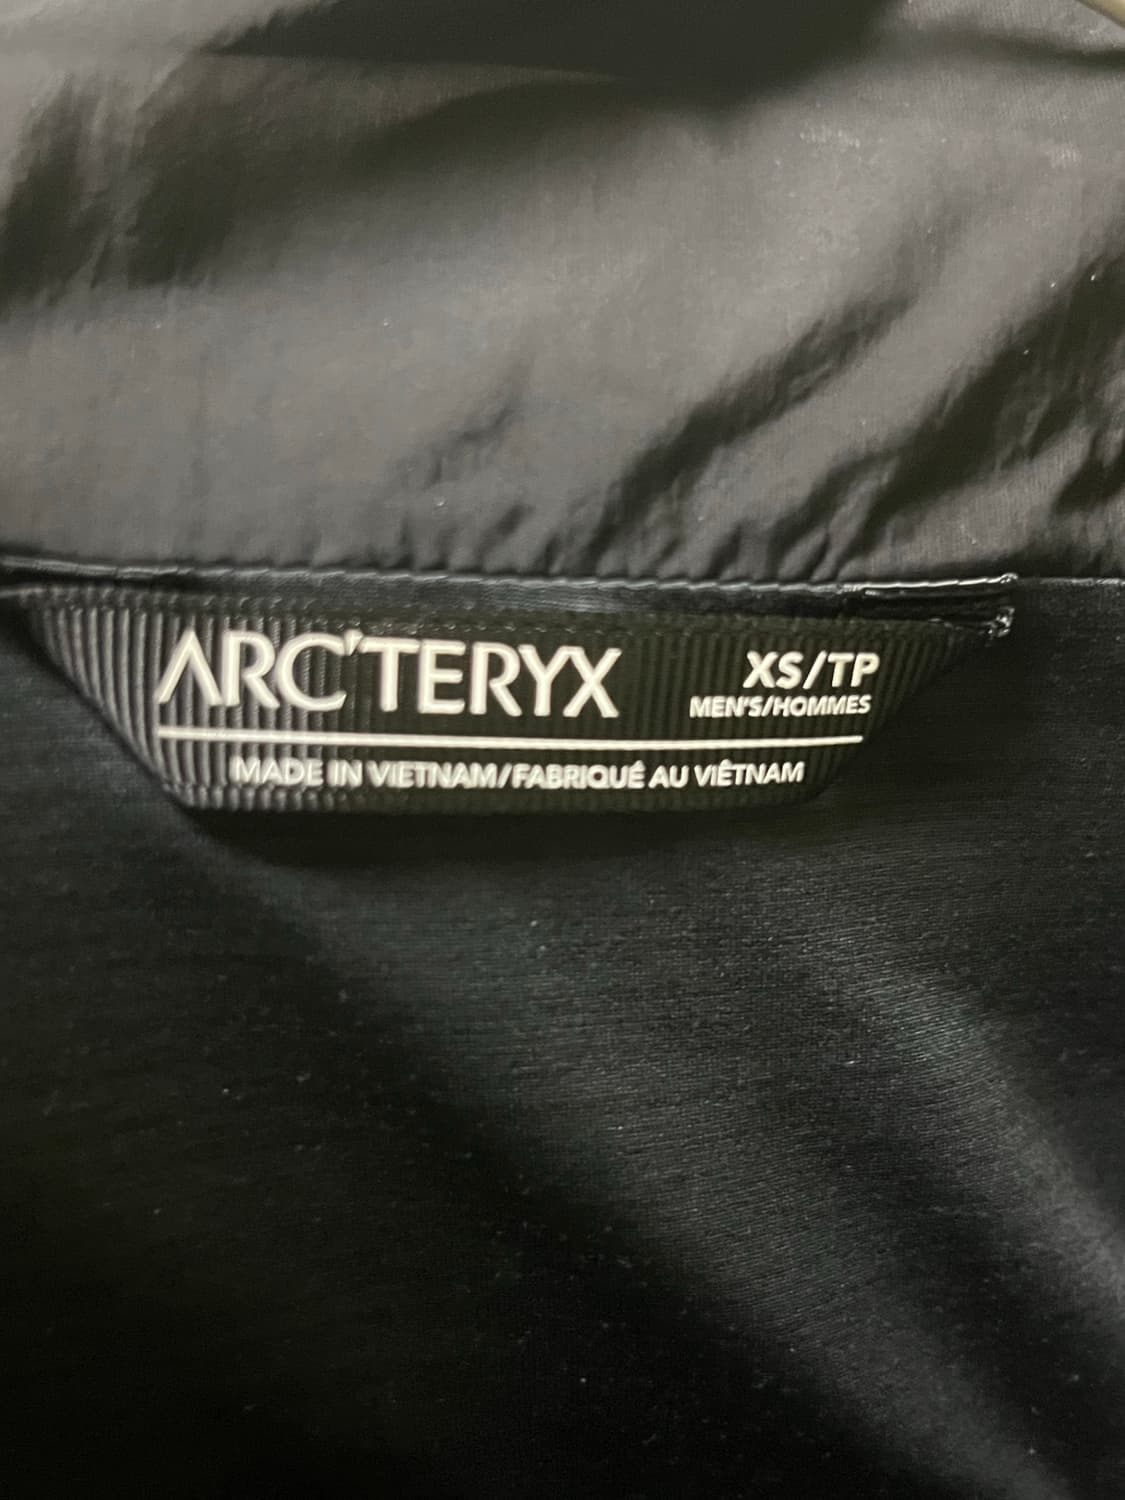 ARC'TERYX
XS/TP
MEN'S/HOMMES
MADE IN VIETNAM/FABRIQUÉ AU VIÊTNAM